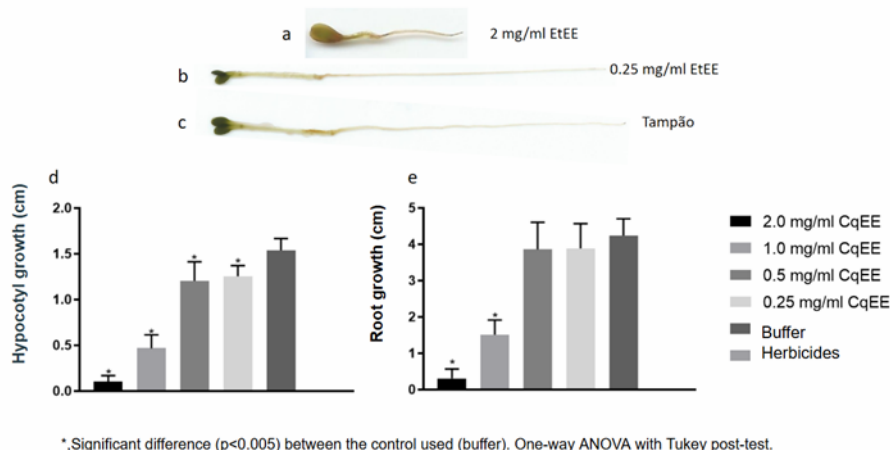 a
2 mg/ml EtEE
b
0.25 mg/ml EtEE
c
Tampão
d
Hypocotyl growth (cm)
2.0
1.5
1.0
0.5
0.0
*
*
*
*
e
Root growth (cm)
5
4
3
2
1
0
*
*
2.0 mg/ml CqEE
1.0 mg/ml CqEE
0.5 mg/ml CqEE
0.25 mg/ml CqEE
Buffer
Herbicides
*.Significant difference (p<0.005) between the control used (buffer). One-way ANOVA with Tukey post-test.